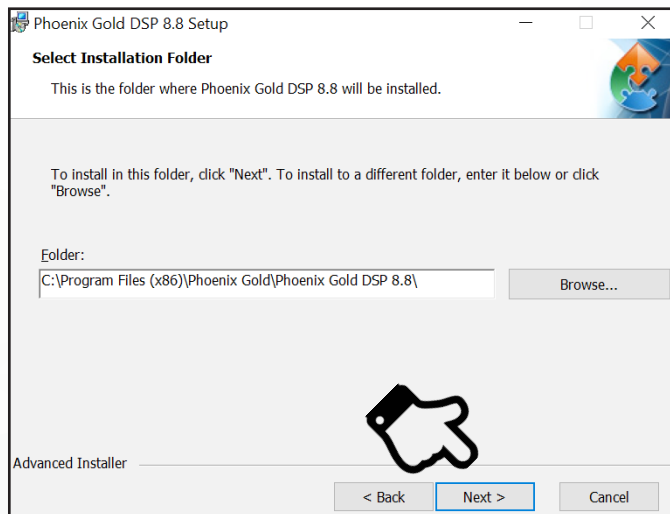 Phoenix Gold DSP 8.8 Setup
Select Installation Folder
This is the folder where Phoenix Gold DSP 8.8 will be installed.
To install in this folder, click "Next". To install to a different folder, enter it below or click
"Browse".
Folder:
C:\Program Files (x86)\Phoenix Gold\Phoenix Gold DSP 8.8\
Browse...
Advanced Installer
< Back
Next >
Cancel